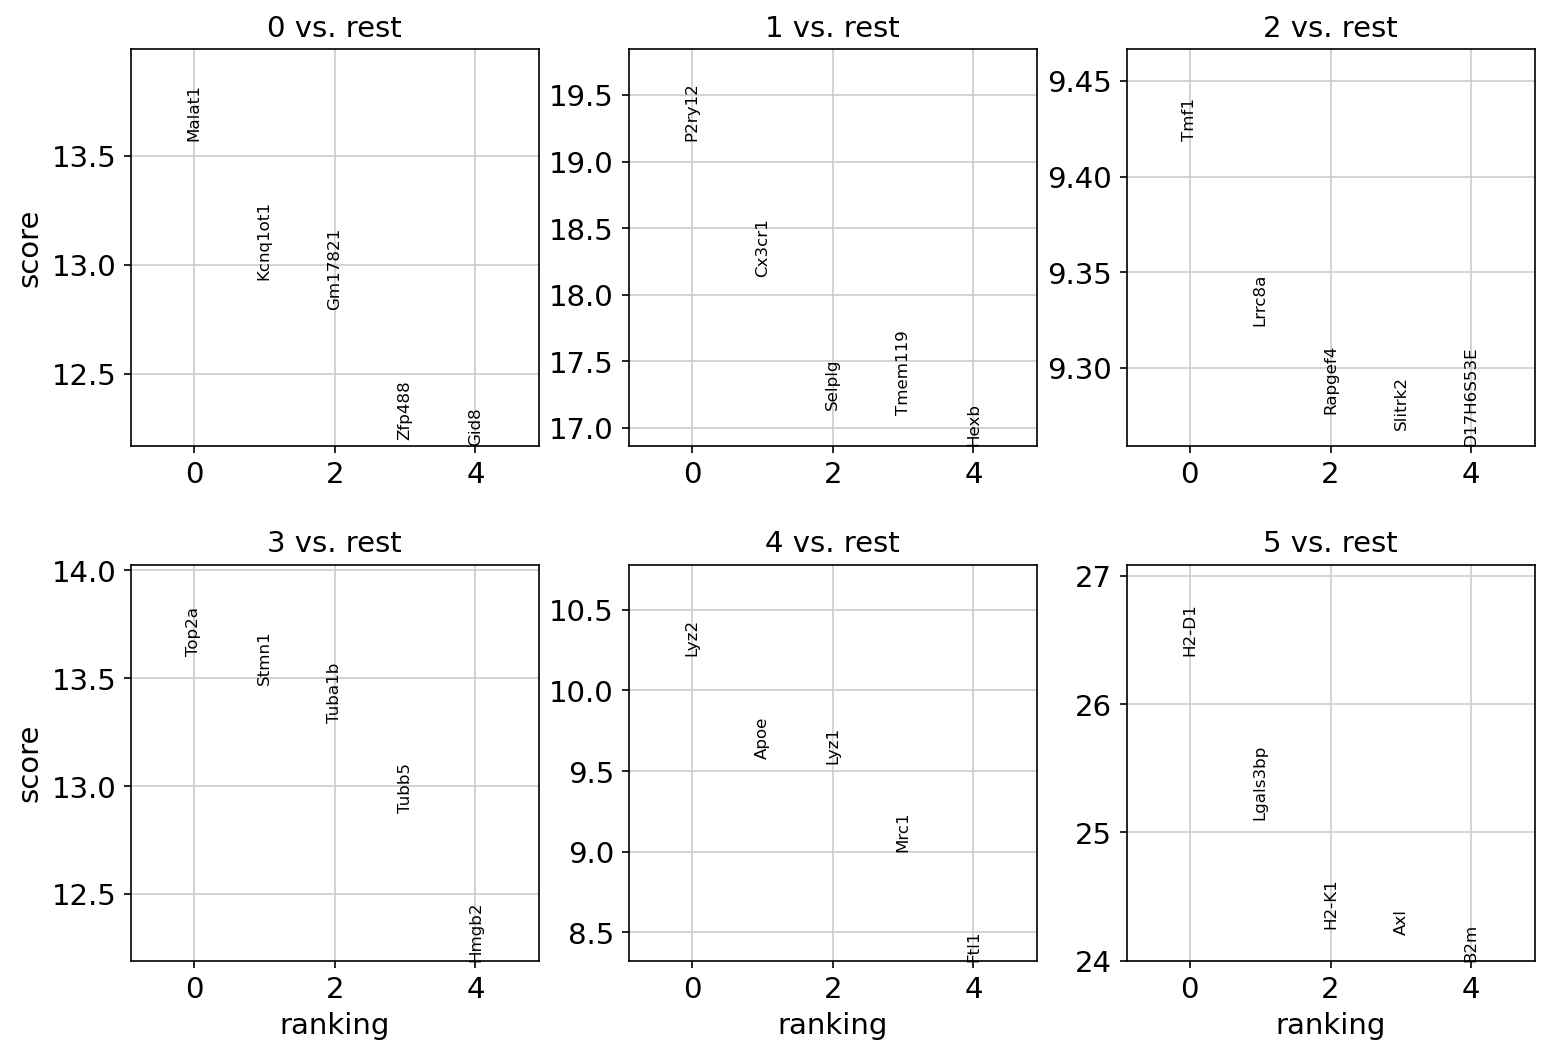 0 vs. rest
score
13.5
13.0
12.5
Malat1
Kcnq1ot1
Gm17821
Zfp488
Gid8
0 2 4
1 vs. rest
19.5
19.0
18.5
18.0
17.5
17.0
P2ry12
Cx3cr1
Selplg
Tmem119
Hexb
0 2 4
2 vs. rest
9.45
9.40
9.35
9.30
Tmf1
Lrrc8a
Rapgef4
Slitrk2
D17H6S53E
0 2 4
3 vs. rest
score
14.0
13.5
13.0
12.5
Top2a
Stmn1
Tuba1b
Tubb5
Hmgb2
0 2 4
ranking
4 vs. rest
10.5
10.0
9.5
9.0
8.5
Lyz2
Apoe
Lyz1
Mrc1
Ftl1
0 2 4
ranking
5 vs. rest
27
26
25
24
H2-D1
Lgals3bp
H2-K1
Axl
B2m
0 2 4
ranking